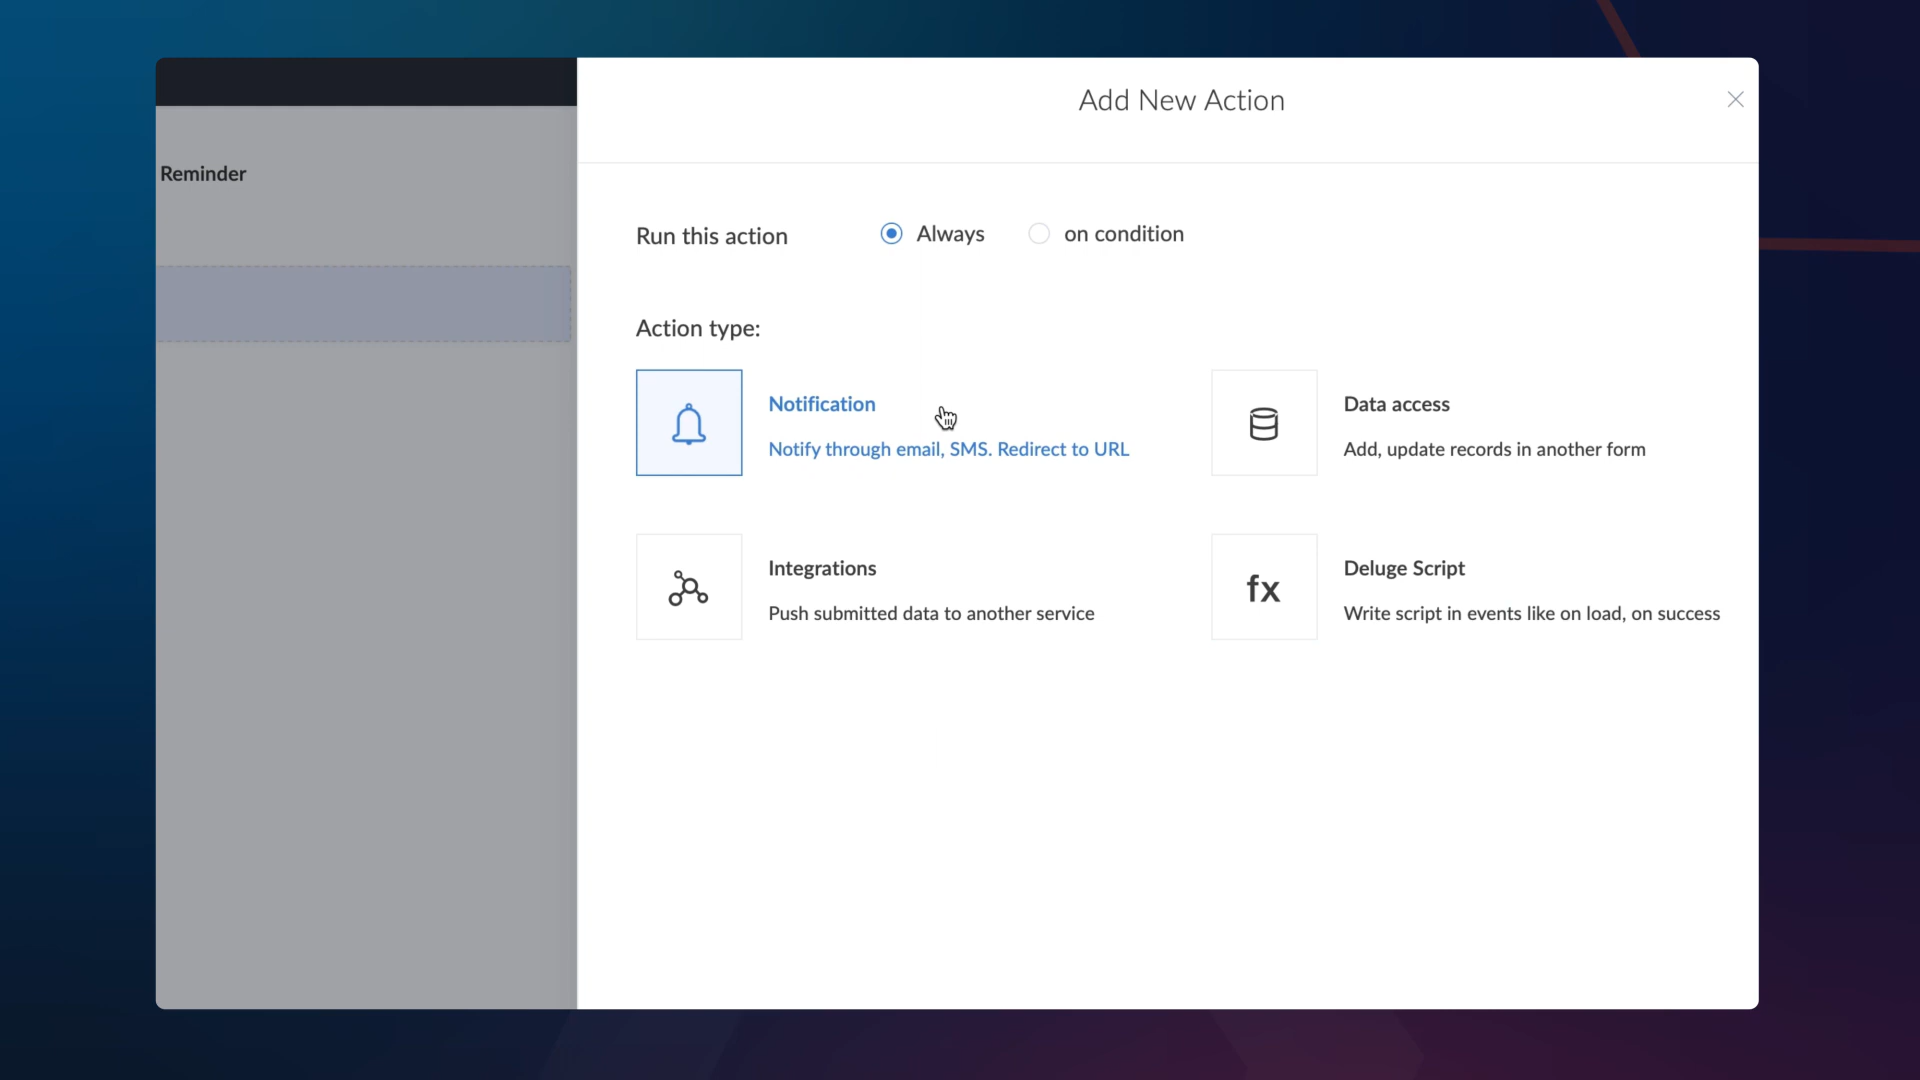 Add New Action
Reminder
Run this action
Always
on condition
Action type:
Notification
Notify through email, SMS. Redirect to URL
Data access
Add, update records in another form
Integrations
Push submitted data to another service
fx
Deluge Script
Write script in events like on load, on success